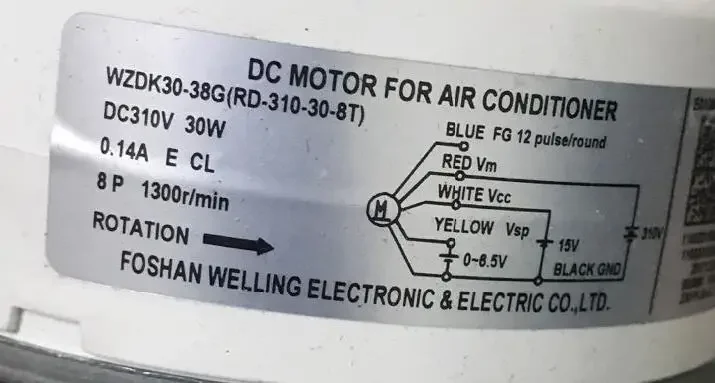 DC MOTOR FOR AIR CONDITIONER
WZDK30-38G(RD-310-30-8T)
DC310V 30W
0.14A E CL
8 P 1300r/min
ROTATION
BLUE FG 12 pulse/round
RED Vm
WHITE Vcc
YELLOW Vsp
0~6.5V
15V
310V
BLACK GND
M
FOSHAN WELLING ELECTRONIC & ELECTRIC CO.,LTD.